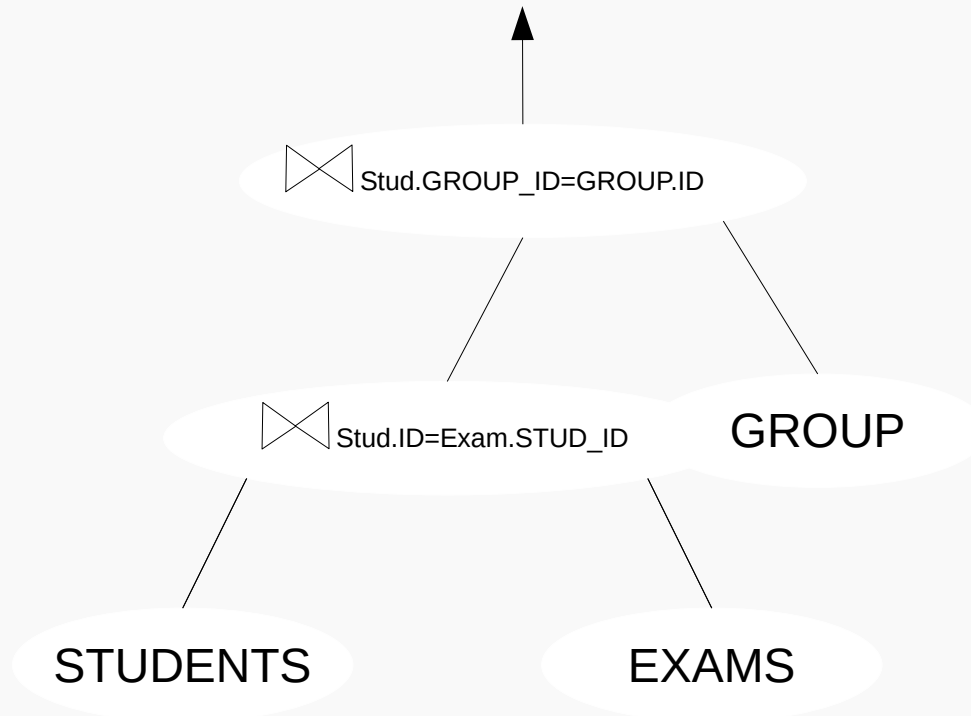 Stud.GROUP_ID=GROUP.ID
Stud.ID=Exam.STUD_ID
GROUP
STUDENTS
EXAMS